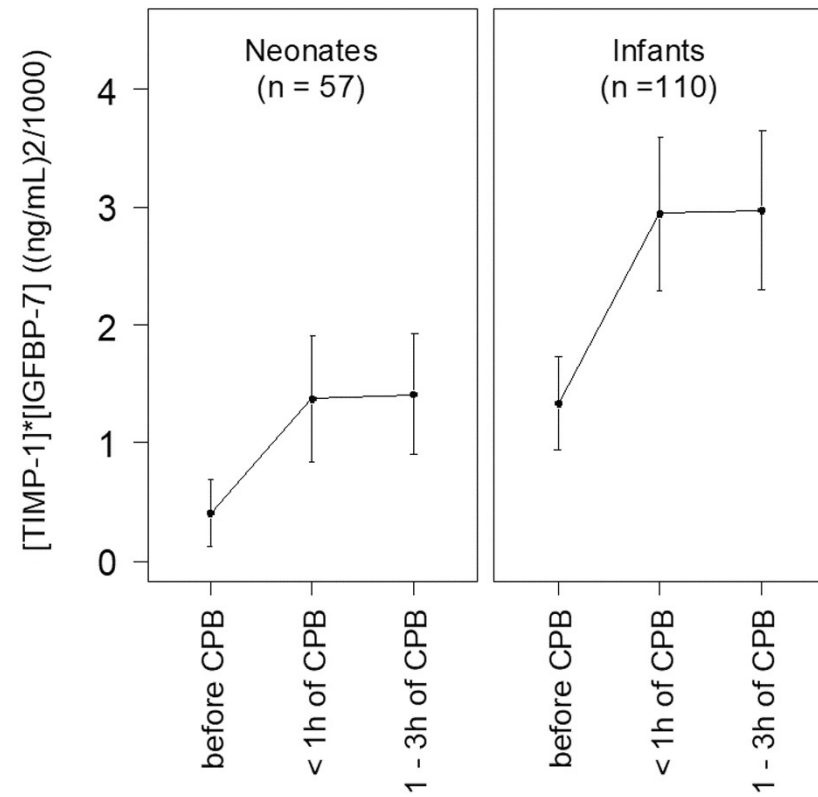 [TIMP-1]*[IGFBP-7] ((ng/mL)2/1000)
4
3
2
1
0
Neonates
(n = 57)
Infants
(n =110)
before CPB
< 1h of CPB
1 - 3h of CPB
before CPB
< 1h of CPB
1 - 3h of CPB